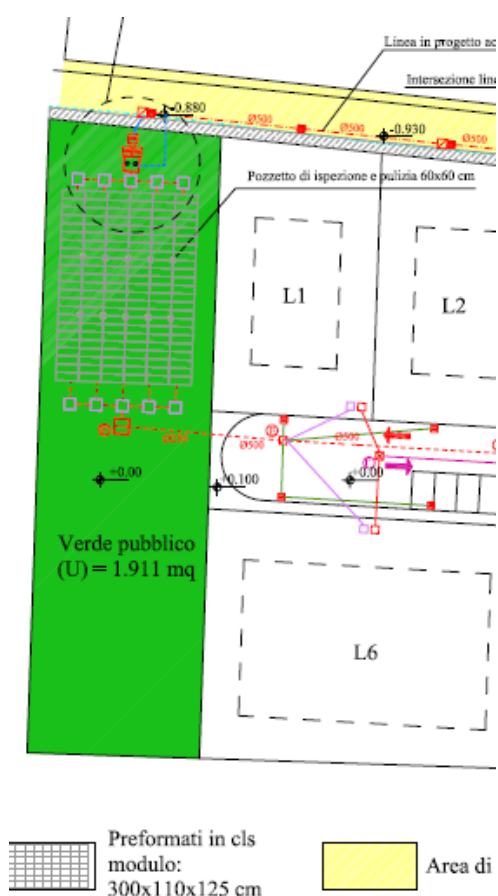 Linea in progetto
-0.880
Intersezione
Ø500
Ø500
-0.930
Ø500
Pozzetto di ispezione e pulizia 60x60 cm
L1
L2
Ø250
Ø500
Ø500
+0.00
+0.100
+0.00
Verde pubblico
(U) = 1.911 mq
L6
Preformati in cls
modulo:
300x110x125 cm
Area di